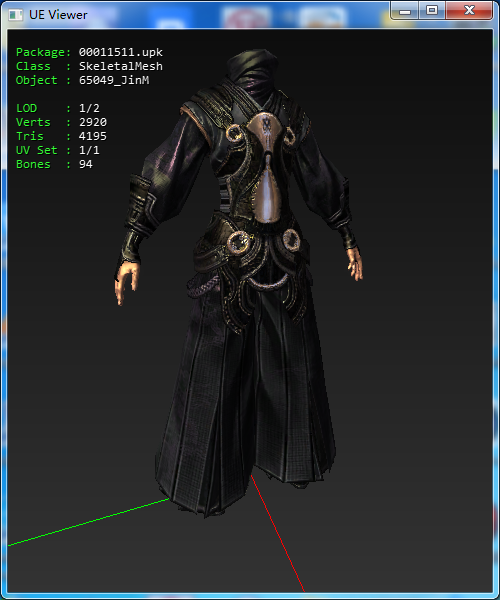 UE Viewer
Package: 00011511.upk
Class  : SkeletalMesh
Object : 65049_JinM
LOD    : 1/2
Verts  : 2920
Tris   : 4195
UV Set : 1/1
Bones  : 94